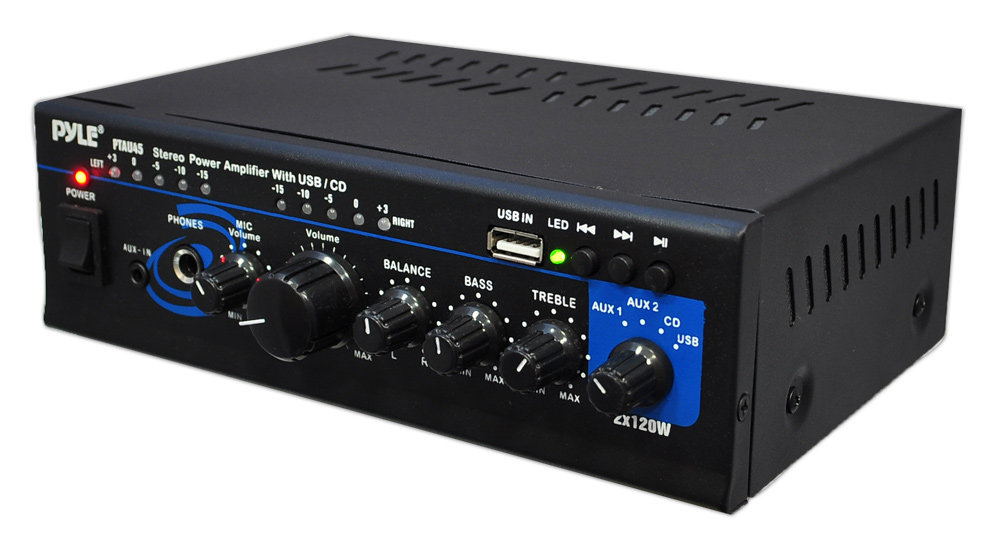 PYLE®
PTAU45 Stereo Power Amplifier With USB / CD
LEFT +3 0 -5 -10 -15
-15 -10 -5 0 +3 RIGHT
POWER
AUX-IN
PHONES
MIC
Volume
MIN
Volume
MAX
BALANCE
L
BASS
MAX
TREBLE
MAX
USB IN
LED
AUX 1
AUX 2
CD
USB
2x120W